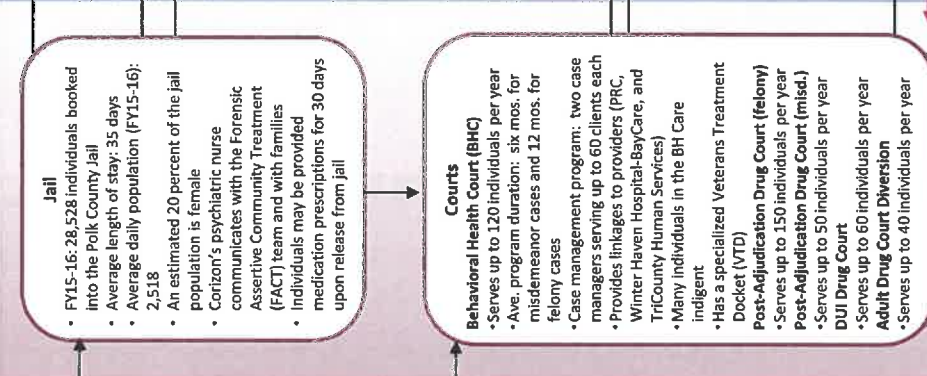 Jail
• FY15-16: 28,528 individuals booked
into the Polk County Jail
• Average length of stay: 35 days
• Average daily population (FY15-16):
2,518
• An estimated 20 percent of the jail
population is female
• Corizon's psychiatric nurse
communicates with the Forensic
Assertive Community Treatment
(FACT) team and with families
• Individuals may be provided
medication prescriptions for 30 days
upon release from jail
Courts
Behavioral Health Court (BHC)
•Serves up to 120 individuals per year
•Ave. program duration: six mos. for
misdemeanor cases and 12 mos. for
felony cases
•Case management program: two case
managers serving up to 60 clients each
•Provides linkages to providers (PRC,
Winter Haven Hospital-BayCare, and
TriCounty Human Services)
•Many individuals in the BH Care
indigent
•Has a specialized Veterans Treatment
Docket (VTD)
Post-Adjudication Drug Court (felony)
•Serves up to 150 individuals per year
Post-Adjudication Drug Court (misd.)
•Serves up to 50 individuals per year
DUI Drug Court
•Serves up to 60 individuals per year
Adult Drug Court Diversion
•Serves up to 40 individuals per year